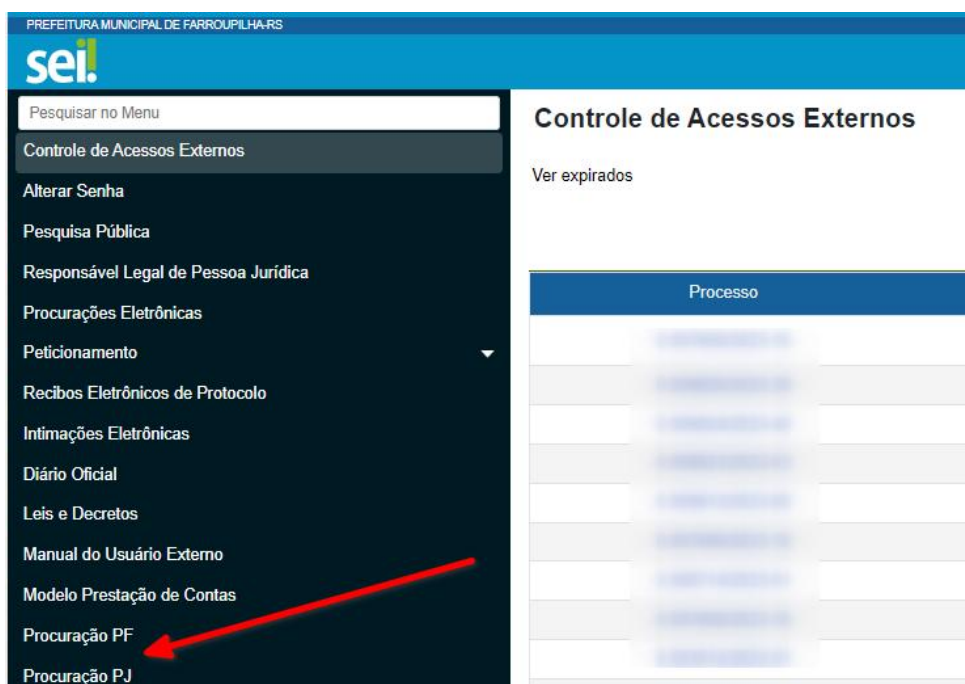 PREFEITURA MUNICIPAL DE FARROUPILHA-RS
sei!
Pesquisar no Menu
Controle de Acessos Externos
Alterar Senha
Pesquisa Pública
Responsável Legal de Pessoa Jurídica
Procurações Eletrônicas
Peticionamento
Recibos Eletrônicos de Protocolo
Intimações Eletrônicas
Diário Oficial
Leis e Decretos
Manual do Usuário Externo
Modelo Prestação de Contas
Procuração PF
Procuração PJ
Controle de Acessos Externos
Ver expirados
Processo